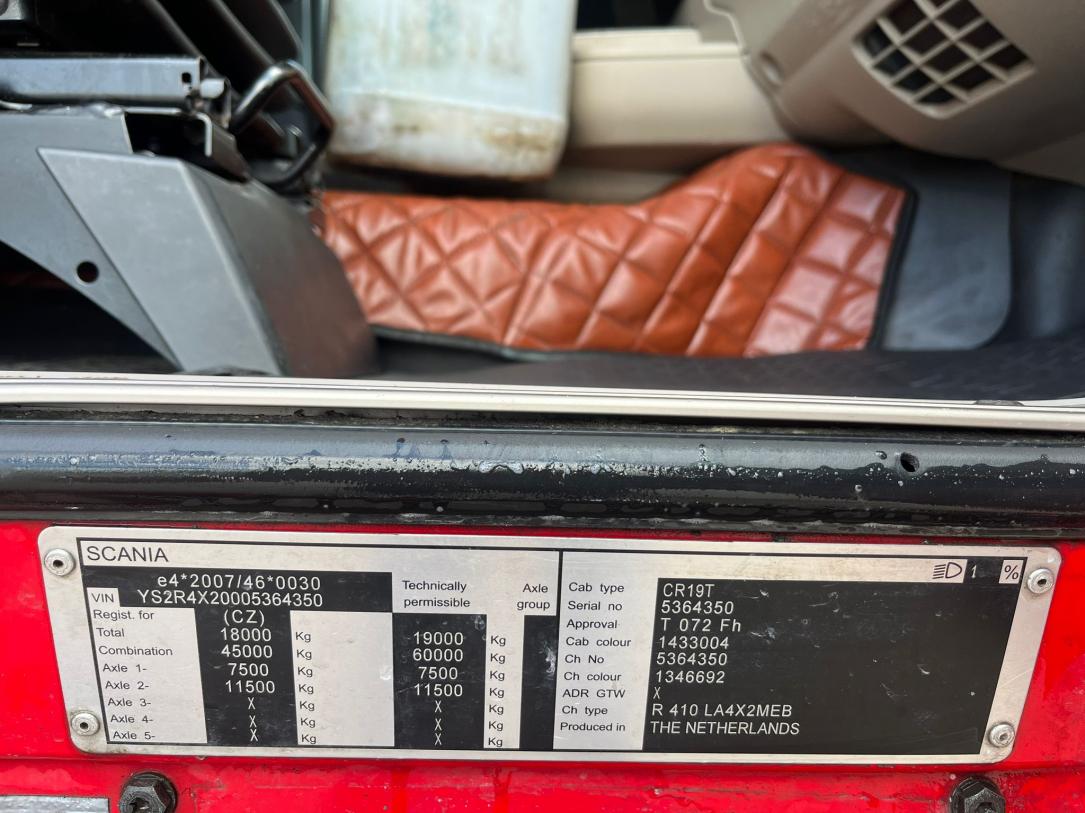 SCANIA
e4*2007/46*0030
VIN YS2R4X20005364350
Technically permissible Axle group
Regist. for (CZ)
Total 18000 Kg 19000 Kg
Combination 45000 Kg 60000 Kg
Axle 1- 7500 Kg 7500 Kg
Axle 2- 11500 Kg 11500 Kg
Axle 3- X Kg X Kg
Axle 4- X Kg X Kg
Axle 5- X Kg X Kg
1 %
Cab type CR19T
Serial no 5364350
Approval T 072 Fh
Cab colour 1433004
Ch No 5364350
Ch colour 1346692
ADR GTW X
Ch type R 410 LA4X2MEB
Produced in THE NETHERLANDS